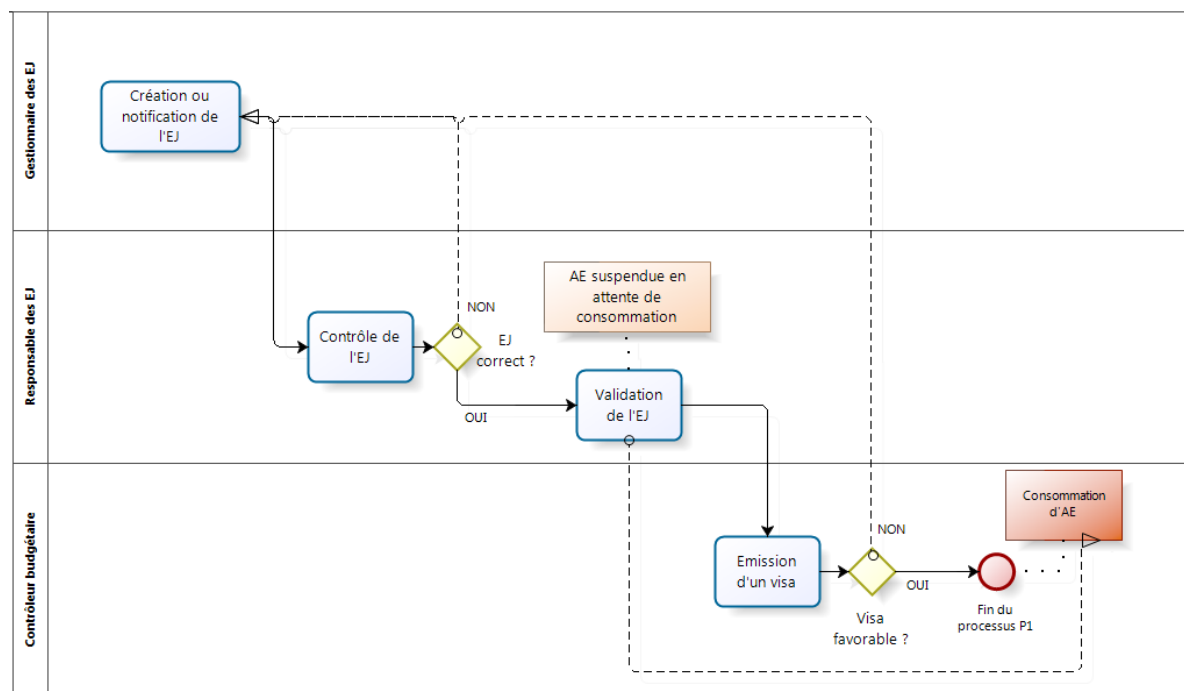 Gestionnaire des EJ
Création ou
notification de
l'EJ
Responsable des EJ
AE suspendue en
attente de
consommation
NON
Contrôle de
l'EJ
EJ
correct ?
OUI
Validation
de l'EJ
Contrôleur budgétaire
Consommation
d'AE
NON
Emission
d'un visa
OUI
Visa
favorable ?
Fin du
processus P1